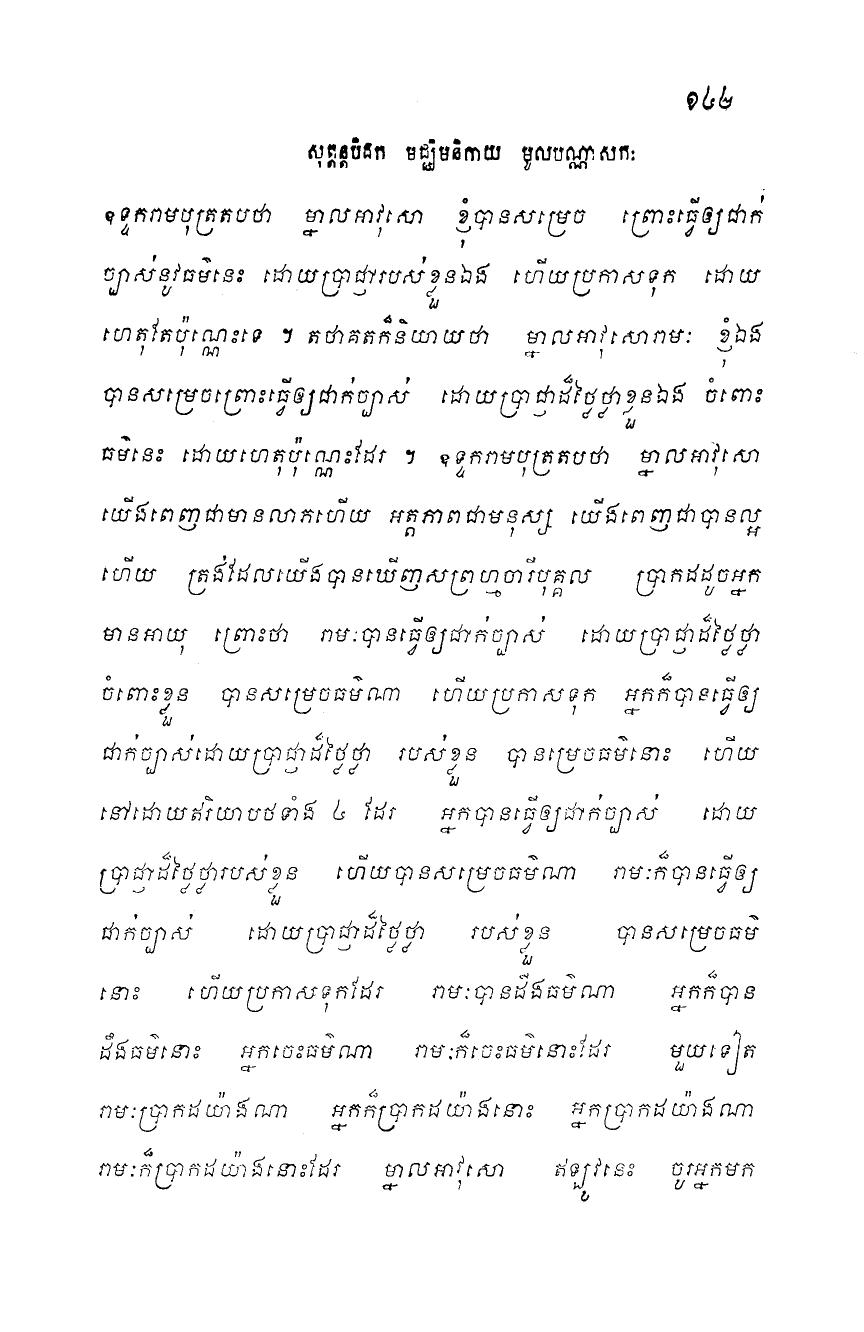 ១៤២
សុត្តន្តបិដក មជ្ឈិមនិកាយ មូលបណ្ណាសកៈ
ឧទ្ទករាមបុត្រតបថា ម្នាលអាវុសោ ខ្ញុំបានសម្រេច ព្រោះធ្វើឲ្យជាក់
ច្បាស់នូវធម៌នេះ ដោយប្រាជ្ញារបស់ខ្លួនឯង ហើយប្រកាសទុក ដោយ
ហេតុតែប៉ុណ្ណេះទេ ។ តថាគតក៏និយាយថា ម្នាលអាវុសោរាមៈ ខ្ញុំឯង
បានសម្រេចព្រោះធ្វើឲ្យជាក់ច្បាស់ ដោយប្រាជ្ញាដ៏ថ្លៃថ្លាខ្លួនឯង ចំពោះ
ធម៌នេះ ដោយហេតុប៉ុណ្ណេះដែរ ។ ឧទ្ទករាមបុត្រតបថា ម្នាលអាវុសោ
យើងពេញជាមានលាភហើយ អត្តភាពជាមនុស្ស យើងពេញជាបានល្អ
ហើយ ត្រង់ដែលយើងបានឃើញសព្រហ្មចារីបុគ្គល ប្រាកដដូចអ្នក
មានអាយុ ព្រោះថា រាមៈបានធ្វើឲ្យជាក់ច្បាស់ ដោយប្រាជ្ញាដ៏ថ្លៃថ្លា
ចំពោះខ្លួន បានសម្រេចធម៌ណា ហើយប្រកាសទុក អ្នកក៏បានធ្វើឲ្យ
ជាក់ច្បាស់ដោយប្រាជ្ញាដ៏ថ្លៃថ្លា របស់ខ្លួន បានម្រេចធម៌នោះ ហើយ
នៅដោយឥរិយាបថទាំង ៤ ដែរ អ្នកបានធ្វើឲ្យជាក់ច្បាស់ ដោយ
ប្រាជ្ញាដ៏ថ្លៃថ្លារបស់ខ្លួន ហើយបានសម្រេចធម៌ណា រាមៈក៏បានធ្វើឲ្យ
ជាក់ច្បាស់ ដោយប្រាជ្ញាដ៏ថ្លៃថ្លា របស់ខ្លួន បានសម្រេចធម៌
នោះ ហើយប្រកាសទុកដែរ រាមៈបានដឹងធម៌ណា អ្នកក៏បាន
ដឹងធម៌នោះ អ្នកចេះធម៌ណា រាមៈក៏ចេះធម៌នោះដែរ មួយទៀត
រាមៈប្រាកដយ៉ាងណា អ្នកក៏ប្រាកដយ៉ាងនោះ អ្នកប្រាកដយ៉ាងណា
រាមៈក៏ប្រាកដយ៉ាងនោះដែរ ម្នាលអាវុសោ ឥឡូវនេះ ចូរអ្នកមក